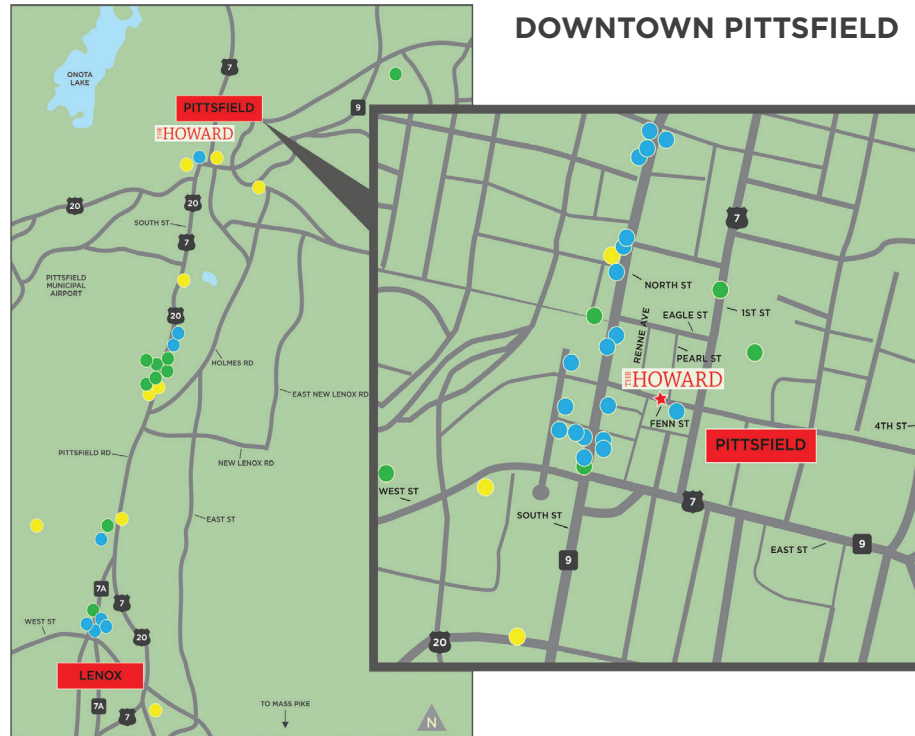 DOWNTOWN PITTSFIELD
ONOTA
LAKE
7
PITTSFIELD
9
THE HOWARD
20
20
SOUTH ST
7
PITTSFIELD
MUNICIPAL
AIRPORT
20
HOLMES RD
EAST NEW LENOX RD
PITTSFIELD RD
NEW LENOX RD
EAST ST
7A
7
WEST ST
20
LENOX
7A
7
TO MASS PIKE
N
7
NORTH ST
1ST ST
EAGLE ST
RENNE AVE
PEARL ST
THE HOWARD
FENN ST
4TH ST
PITTSFIELD
WEST ST
7
SOUTH ST
EAST ST
9
9
20